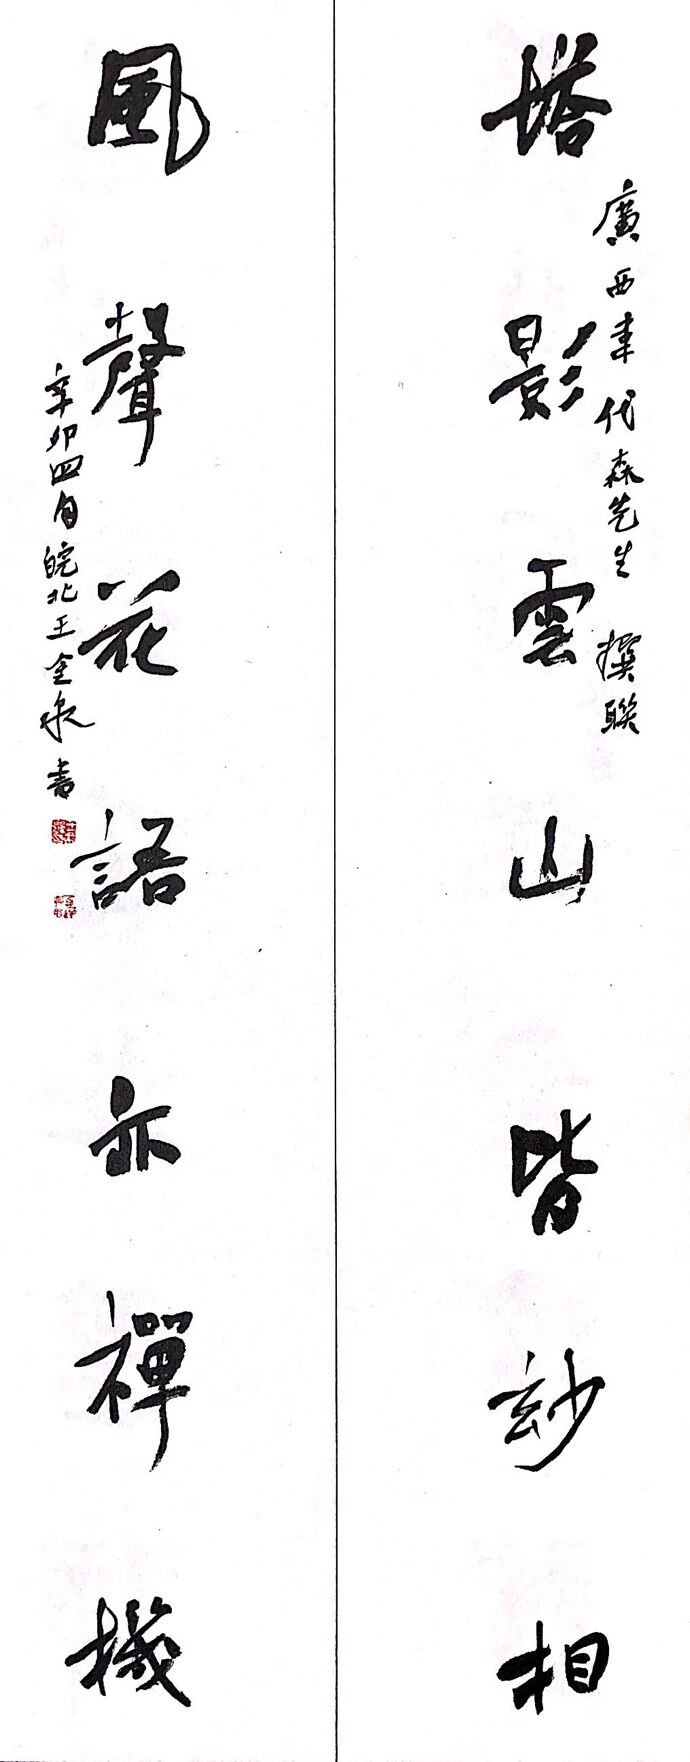 塔影雲山皆玅相
廣西韋代森先生 撰聯
風聲花語亦禪機
辛卯四月皖北王金泉書